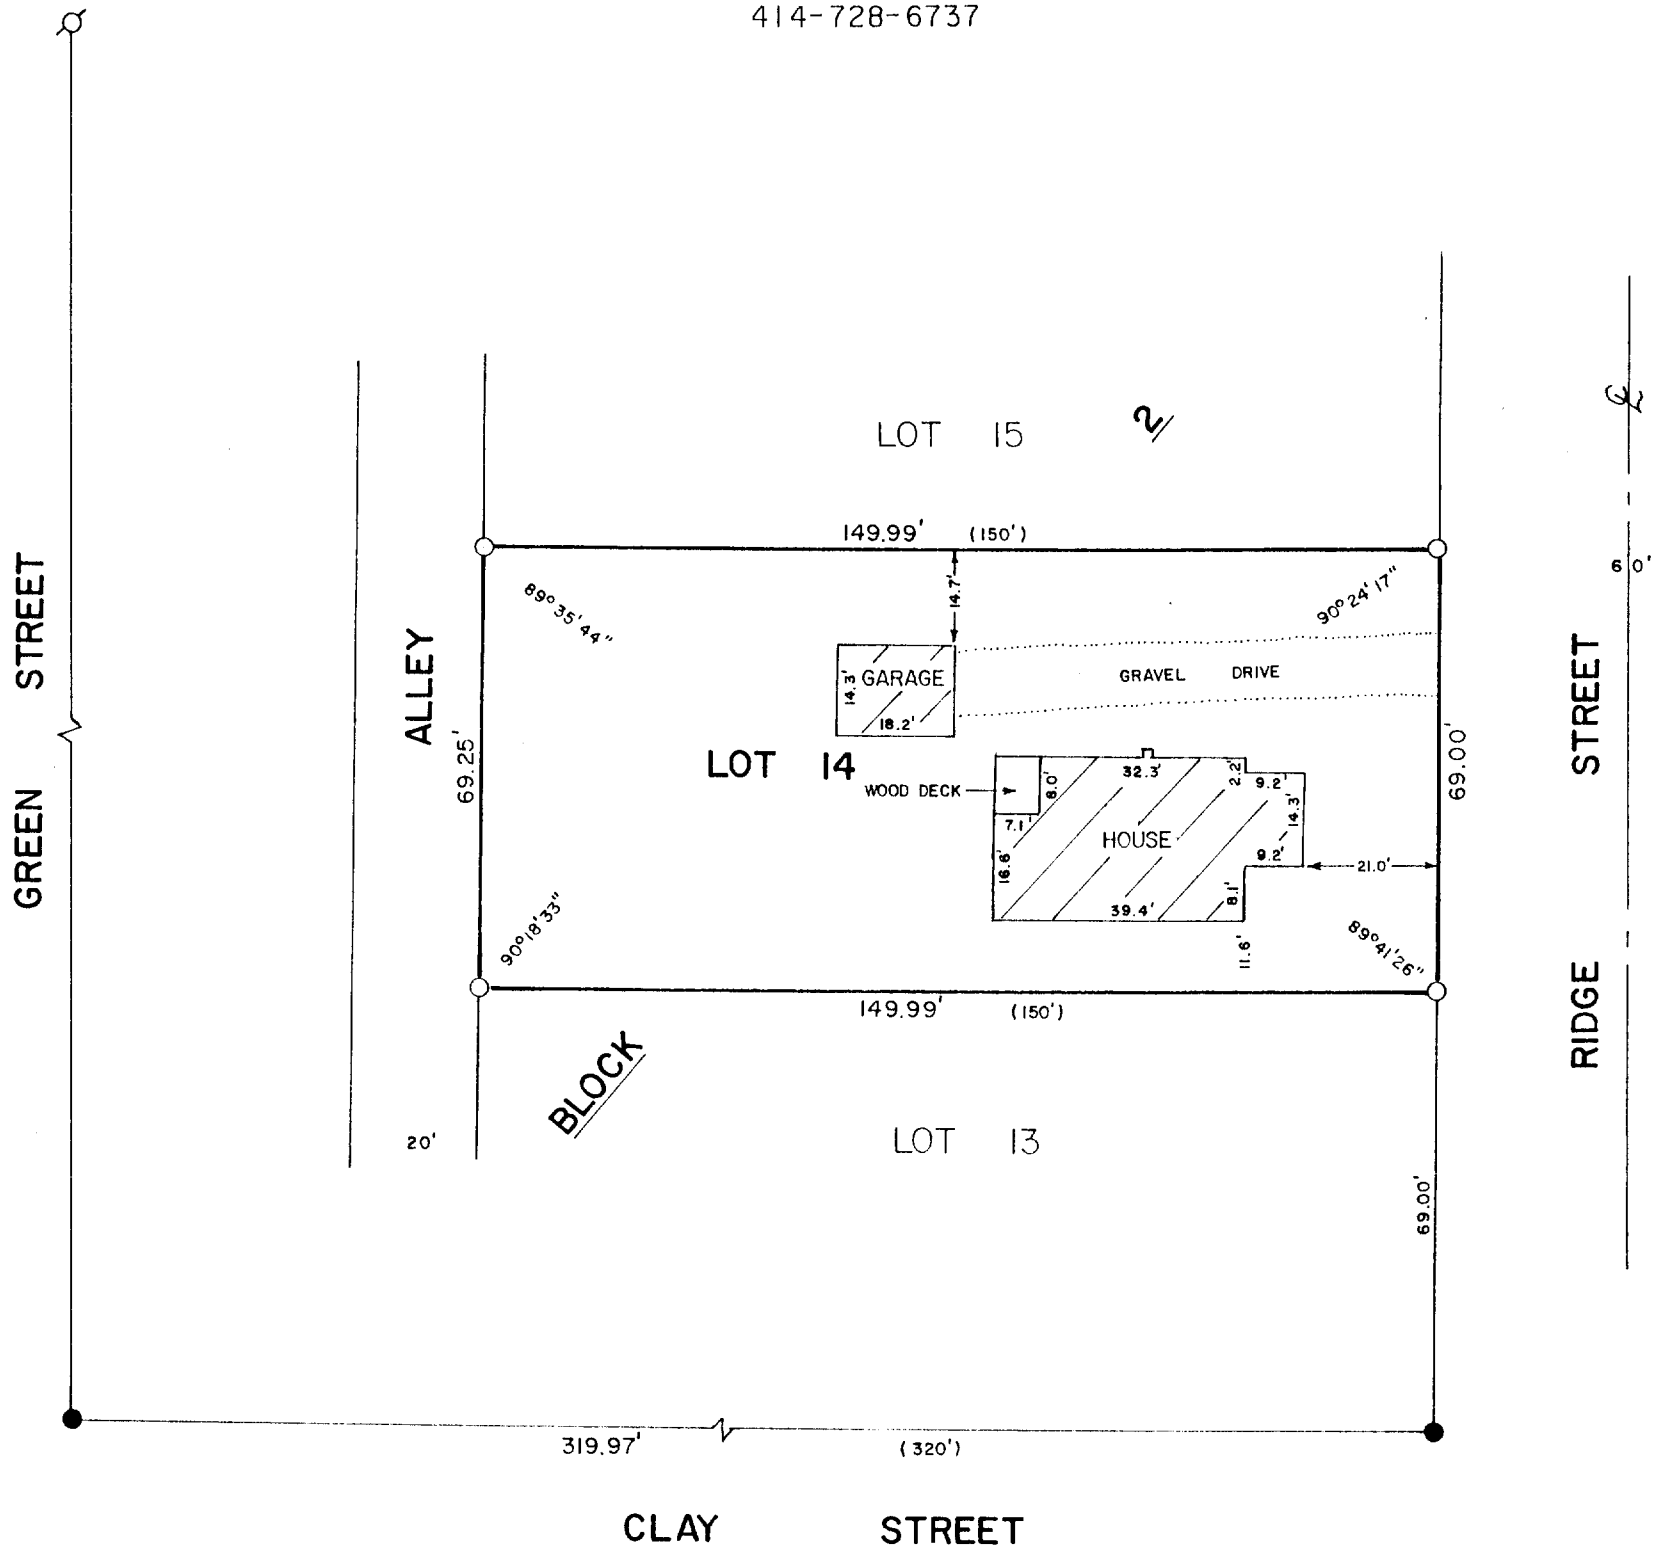 414-728-6737
GREEN STREET
ALLEY
20'
LOT 15
2
149.99' (150')
89°35'44"
90°24'17"
14.7'
GARAGE
14.3'
18.2'
GRAVEL DRIVE
LOT 14
69.25'
69.00'
WOOD DECK
8.0'
7.1'
32.3'
2.2'
9.2'
14.3'
HOUSE
16.6'
9.2'
21.0'
39.4'
8.1'
11.6'
90°18'33"
89°41'26"
149.99' (150')
BLOCK
LOT 13
69.00'
60'
RIDGE STREET
319.97' (320')
CLAY STREET